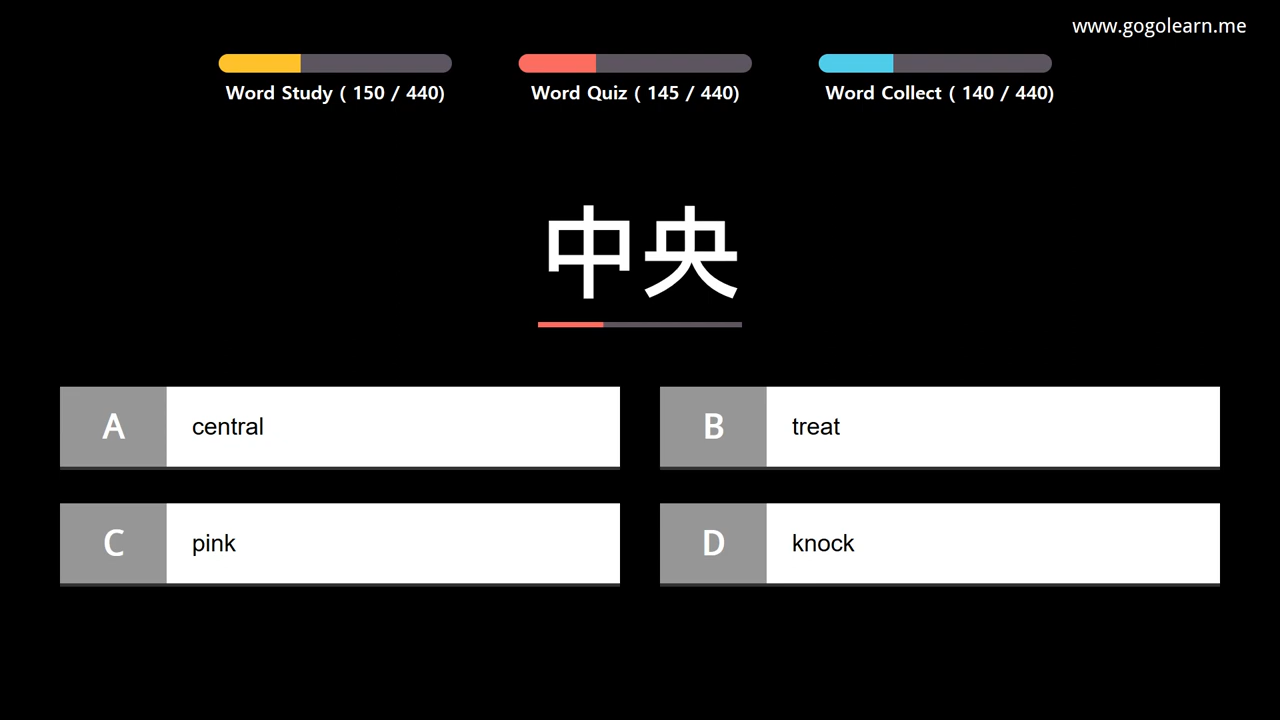 www.gogolearn.me
Word Study ( 150 / 440)
Word Quiz ( 145 / 440)
Word Collect ( 140 / 440)
中央
A central
B treat
C pink
D knock